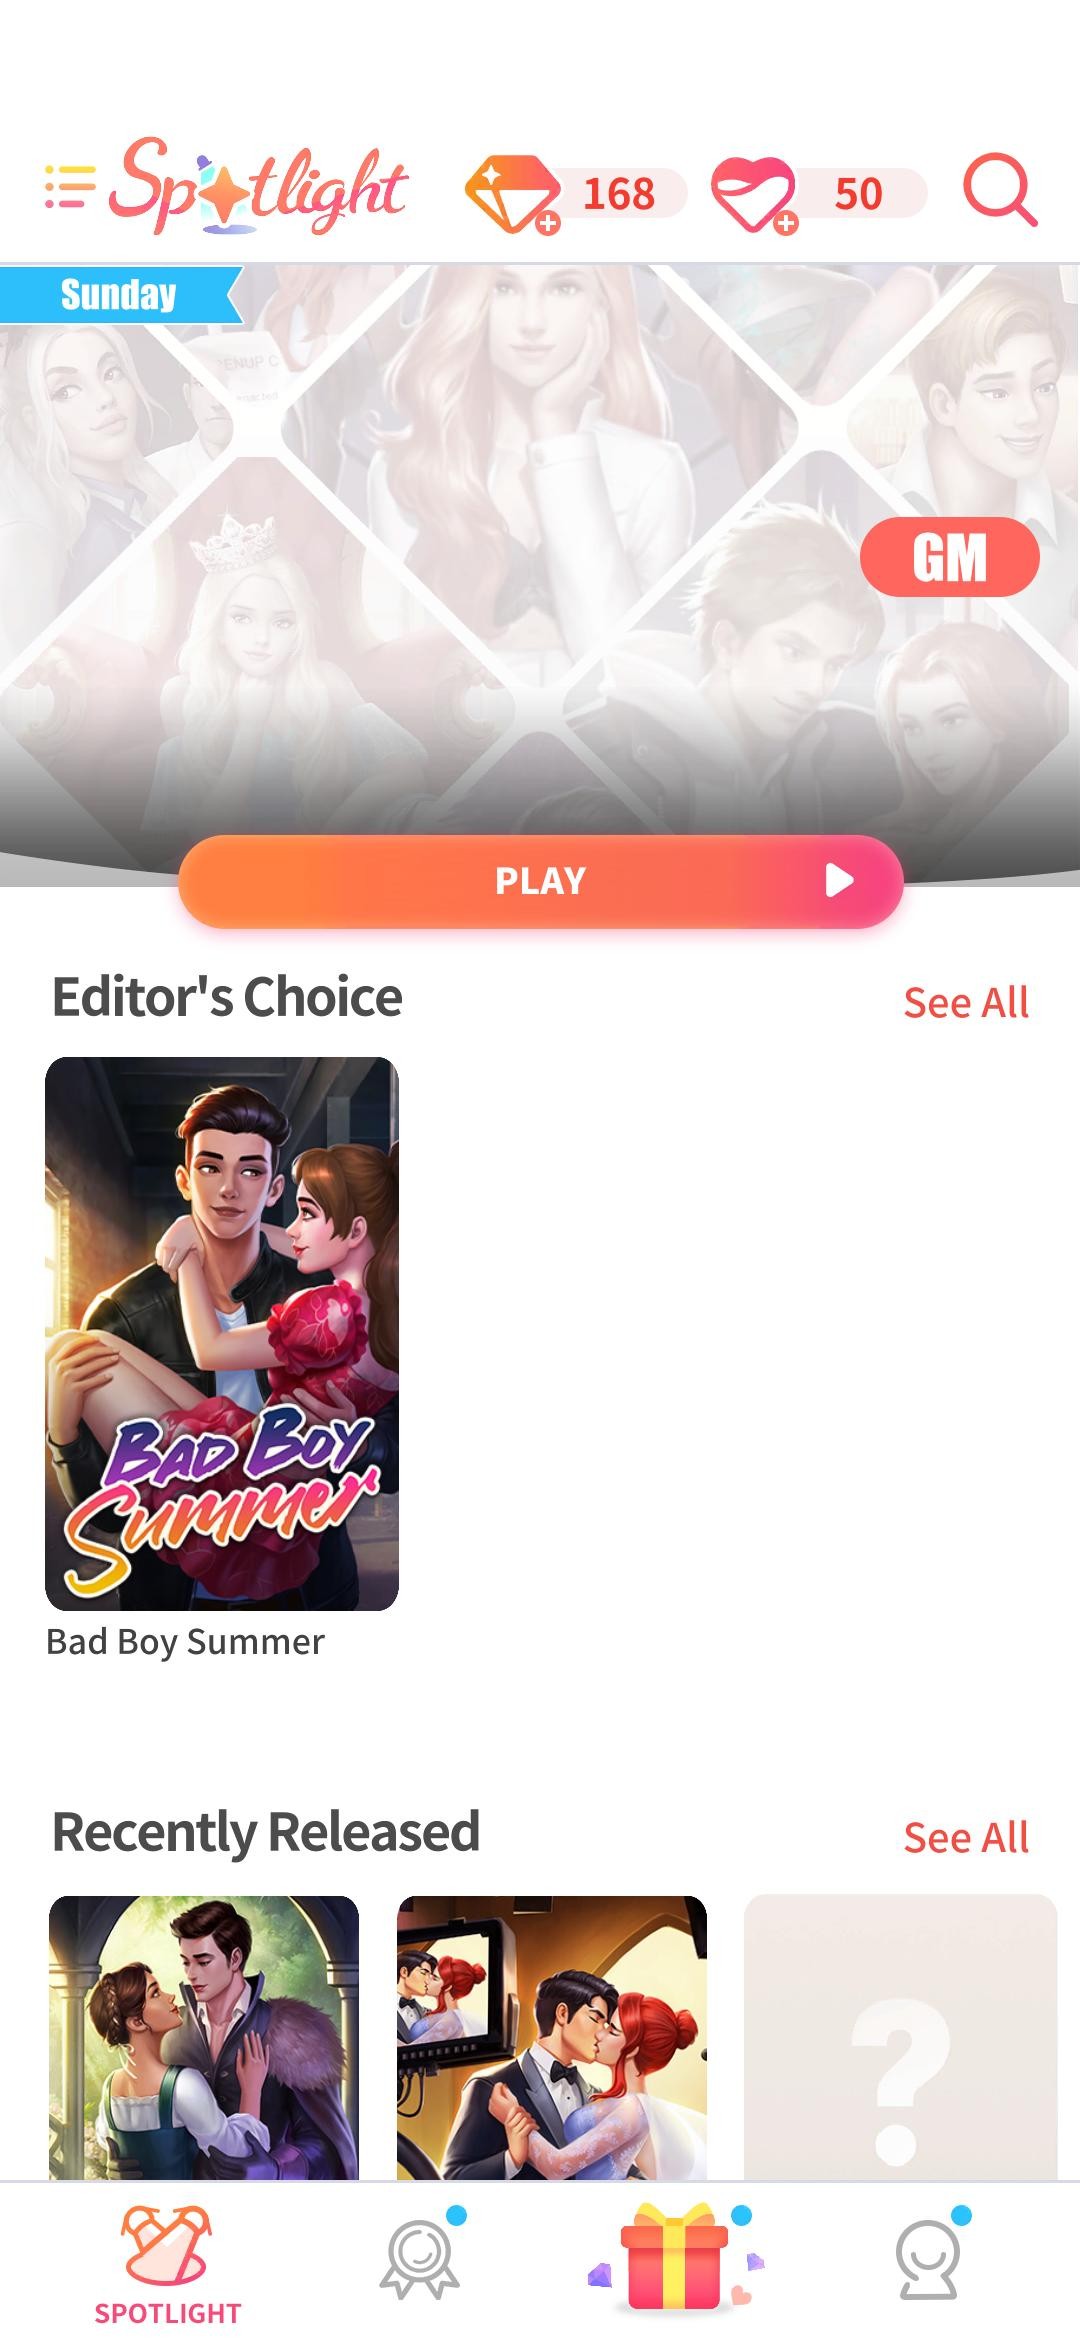 Spotlight
168
50
Sunday
GM
PLAY
Editor's Choice
See All
BAD BOY
Summer
Bad Boy Summer
Recently Released
See All
?
SPOTLIGHT